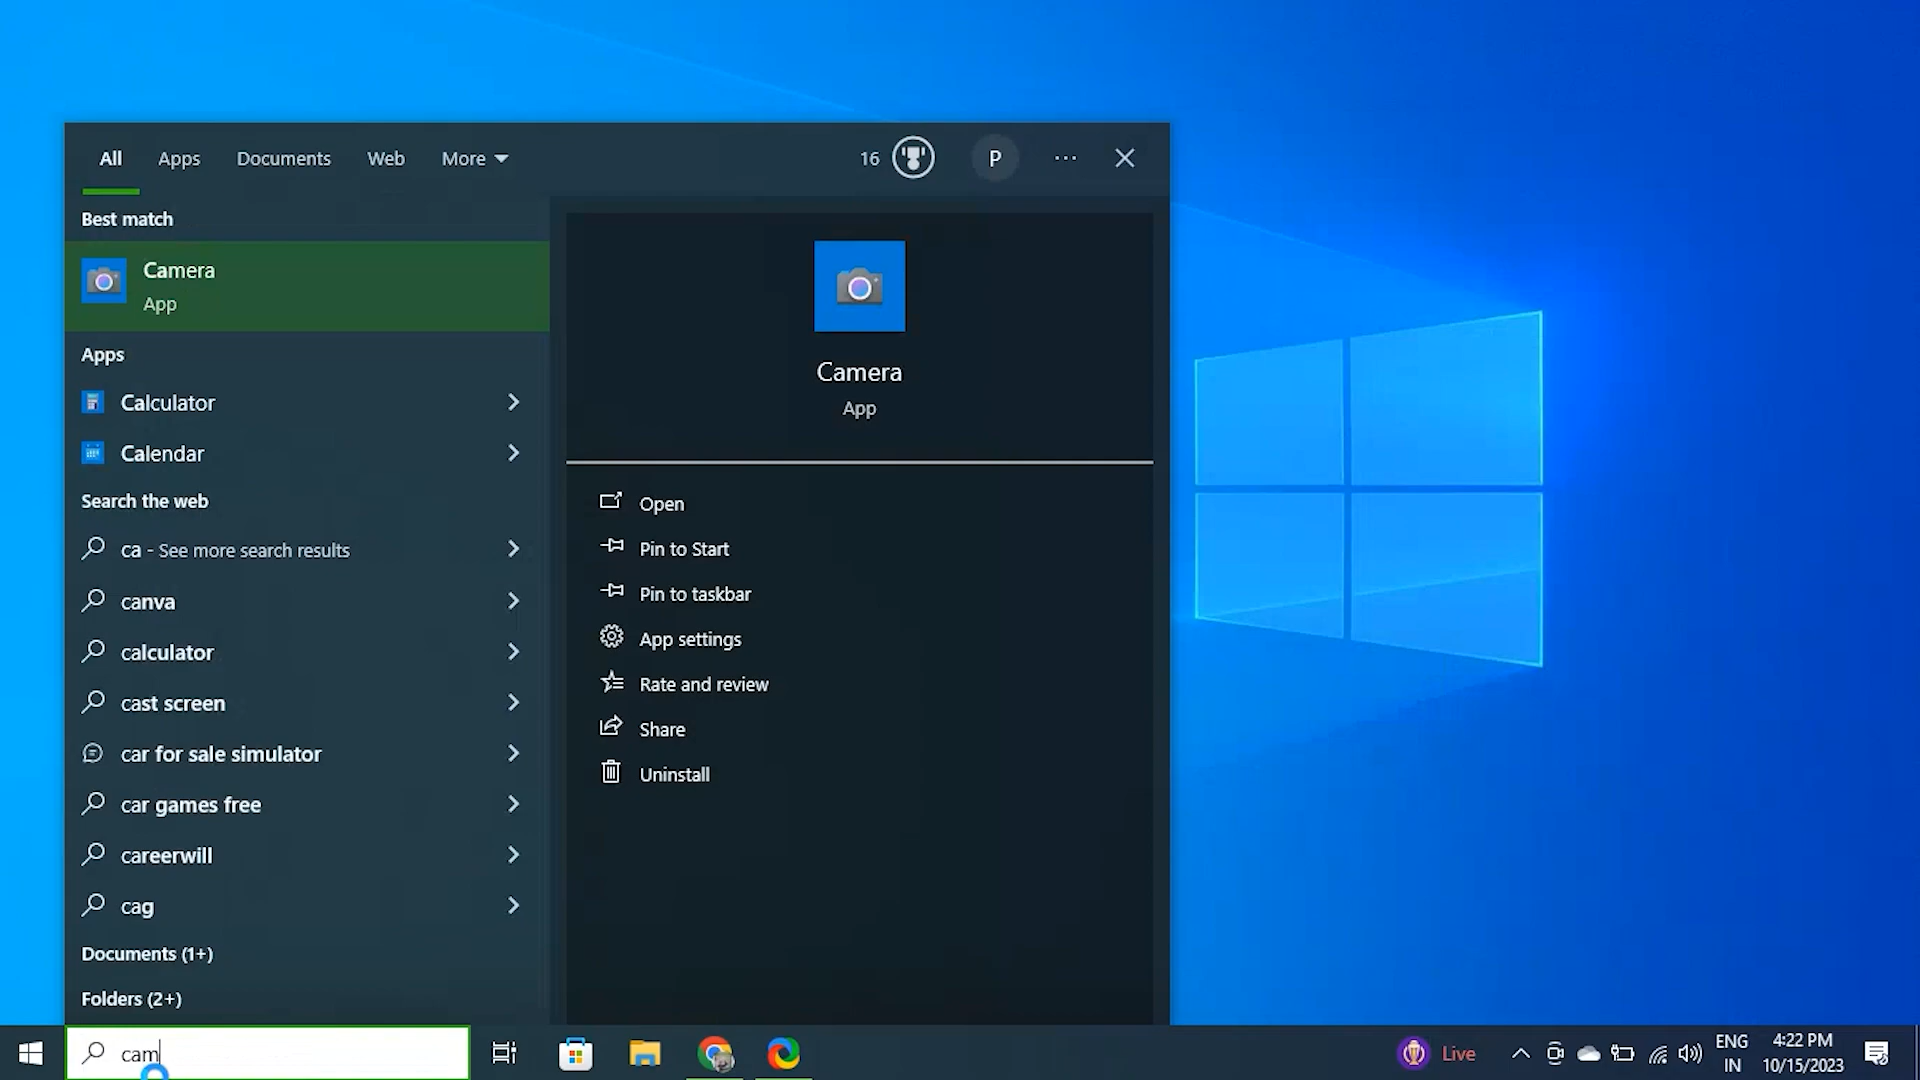 All Apps Documents Web More 16 P
Best match
Camera
App
Apps
Calculator
Calendar
Search the web
ca - See more search results
canva
calculator
cast screen
car for sale simulator
car games free
careerwill
cag
Documents (1+)
Folders (2+)
Camera
App
Open
Pin to Start
Pin to taskbar
App settings
Rate and review
Share
Uninstall
cam
Live
ENG
IN
4:22 PM
10/15/2023